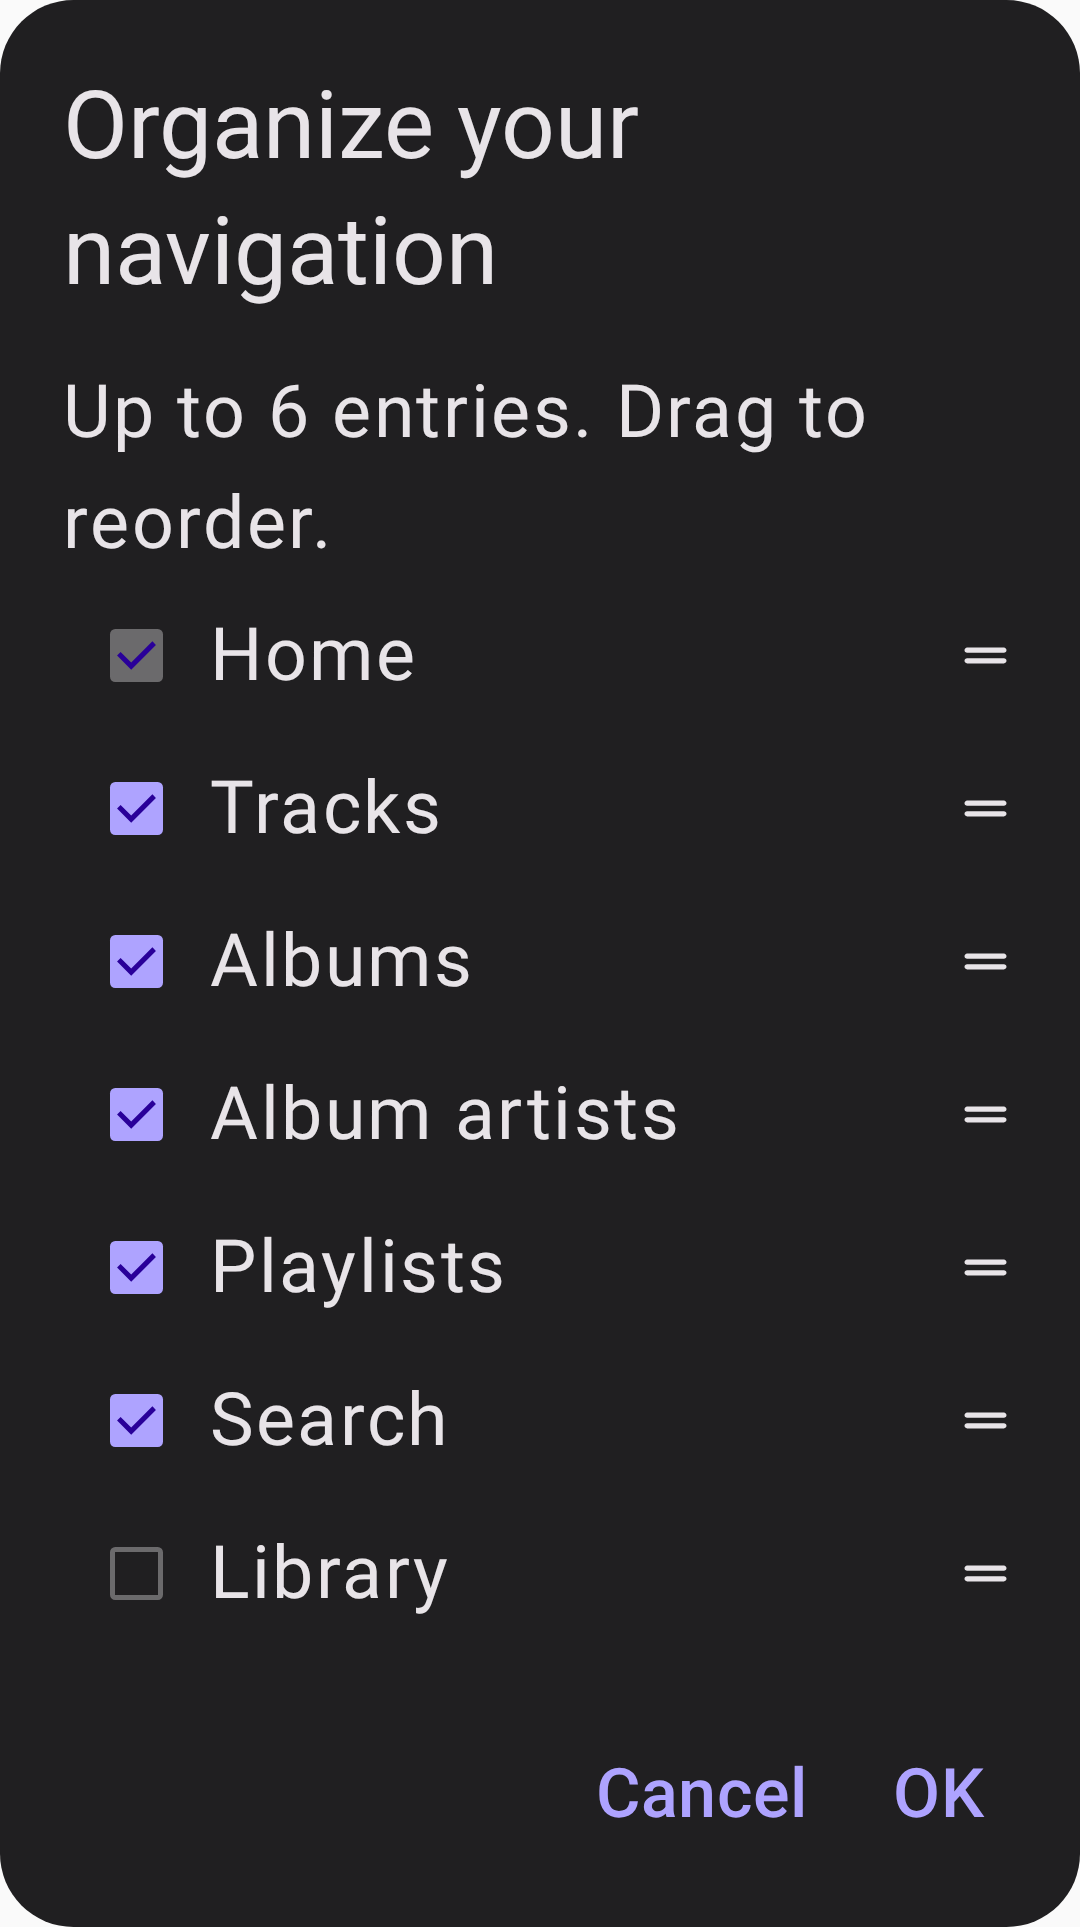 Organize your
navigation
Up to 6 entries. Drag to
reorder.
Home
Tracks
Albums
Album artists
Playlists
Search
Library
Cancel OK